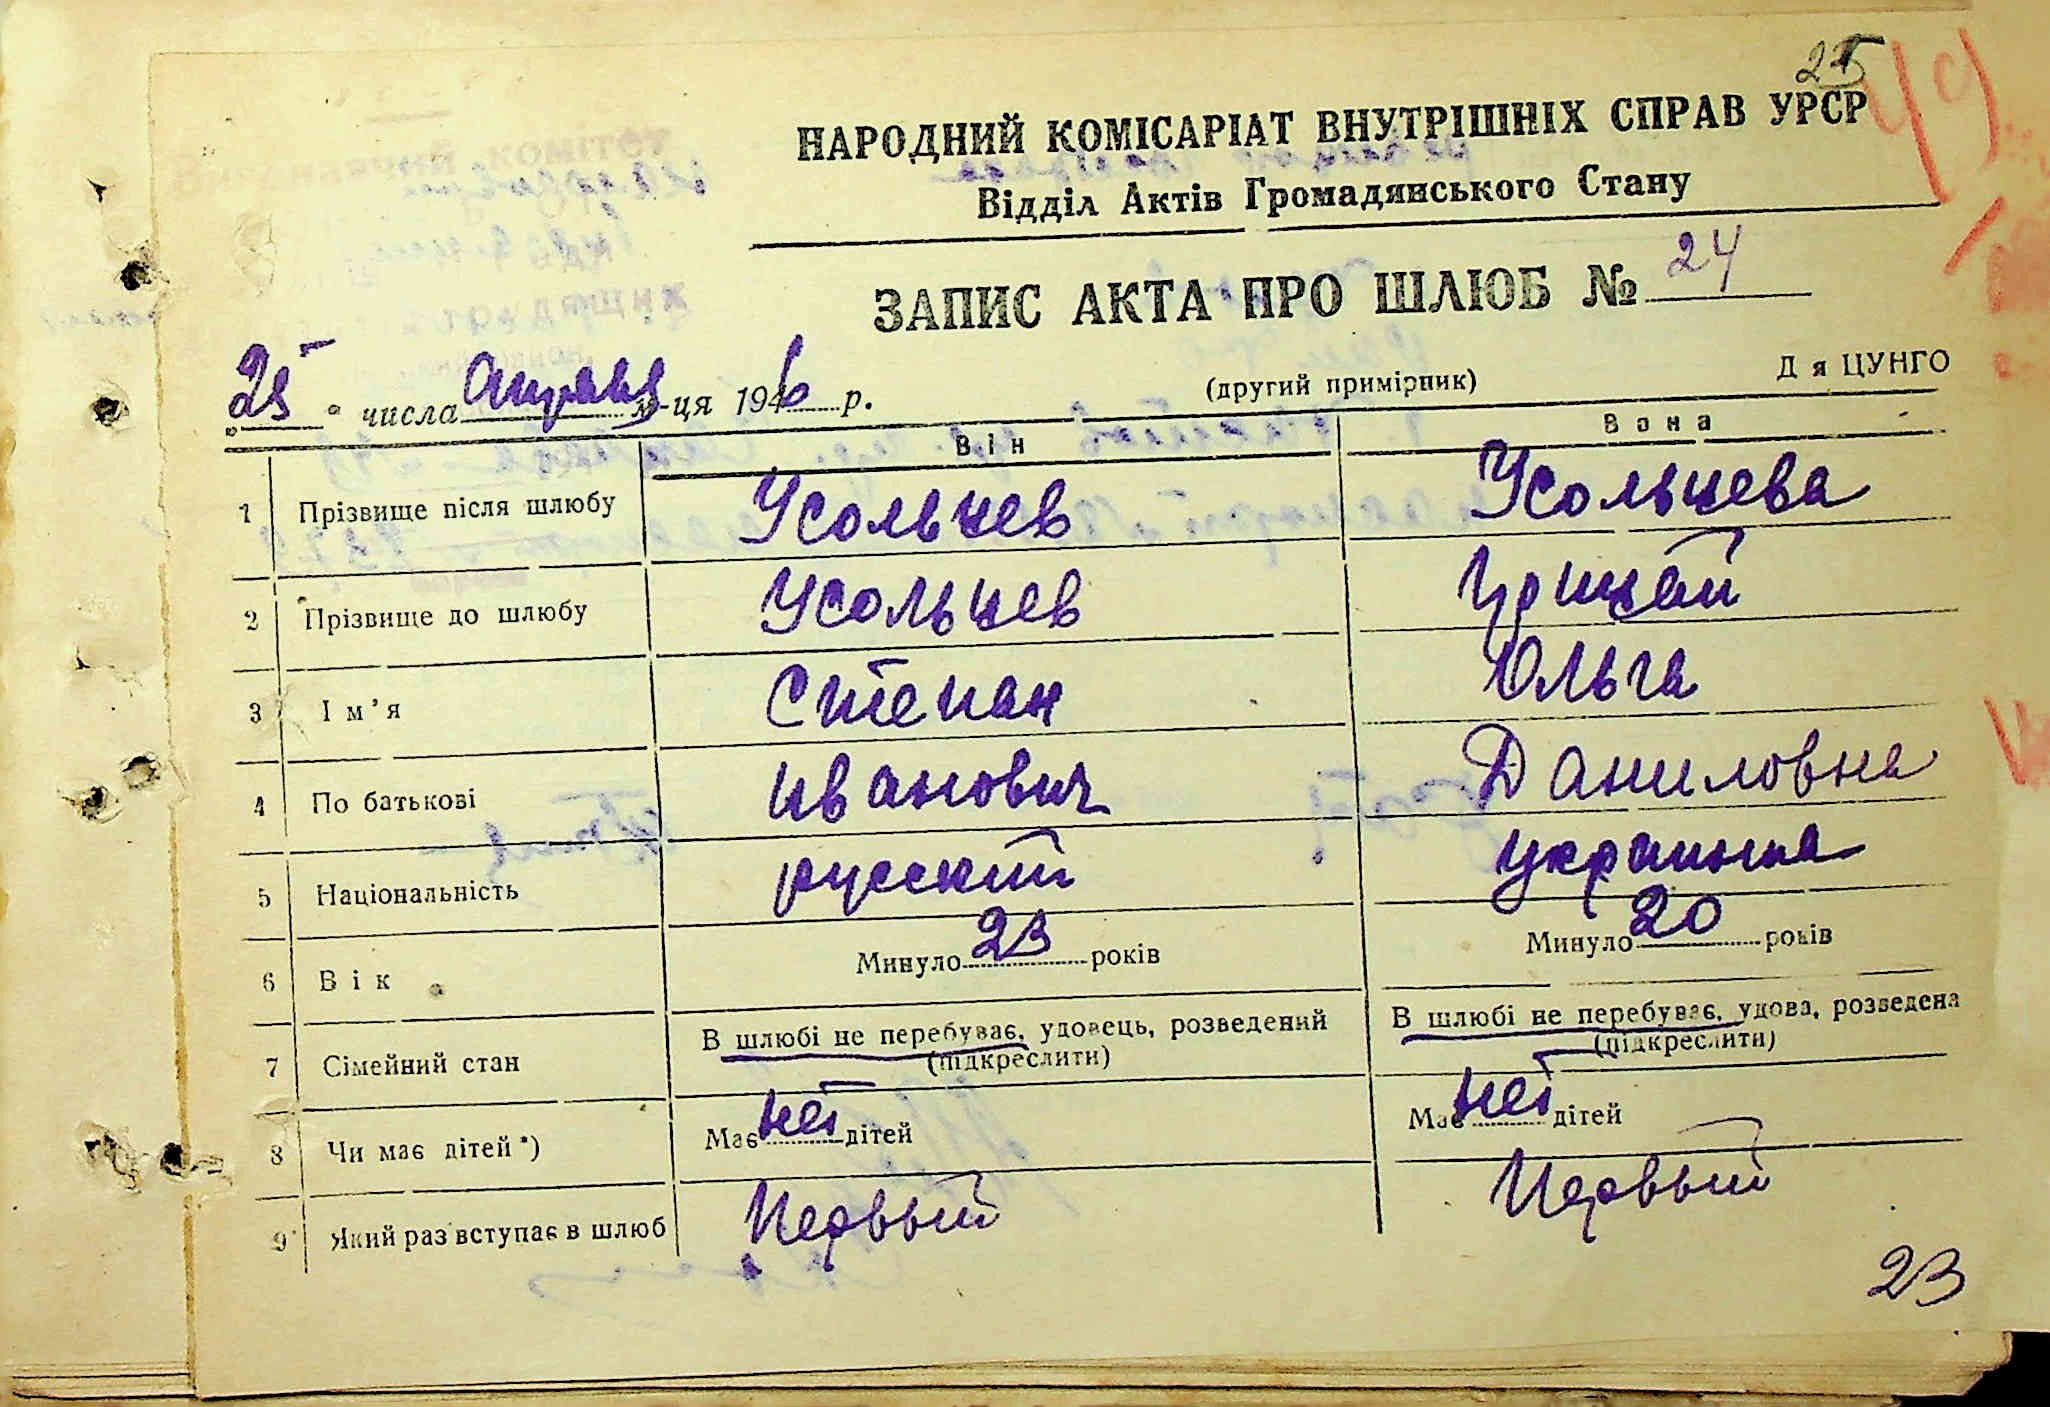 25
НАРОДНИЙ КОМІСАРІАТ ВНУТРІШНІХ СПРАВ УРСР
Відділ Актів Громадянського Стану
ЗАПИС АКТА ПРО ШЛЮБ № 24
25 числа апреля м-ця 1946 р. (другий примірник) Д я ЦУНГО
Він Вона
1 Прізвище після шлюбу Усольцев Усольцева
2 Прізвище до шлюбу Усольцев Грицай
3 Ім’я Степан Ольга
4 По батькові Иванович Даниловна
5 Національність русский украинка
6 Вік Минуло 23 років Минуло 20 років
7 Сімейний стан В шлюбі не перебуває, удовець, розведений (підкреслити) В шлюбі не перебуває, удова, розведена (підкреслити)
8 Чи має дітей *) Має нет дітей Має нет дітей
9 Який раз вступає в шлюб Первый Первый
23